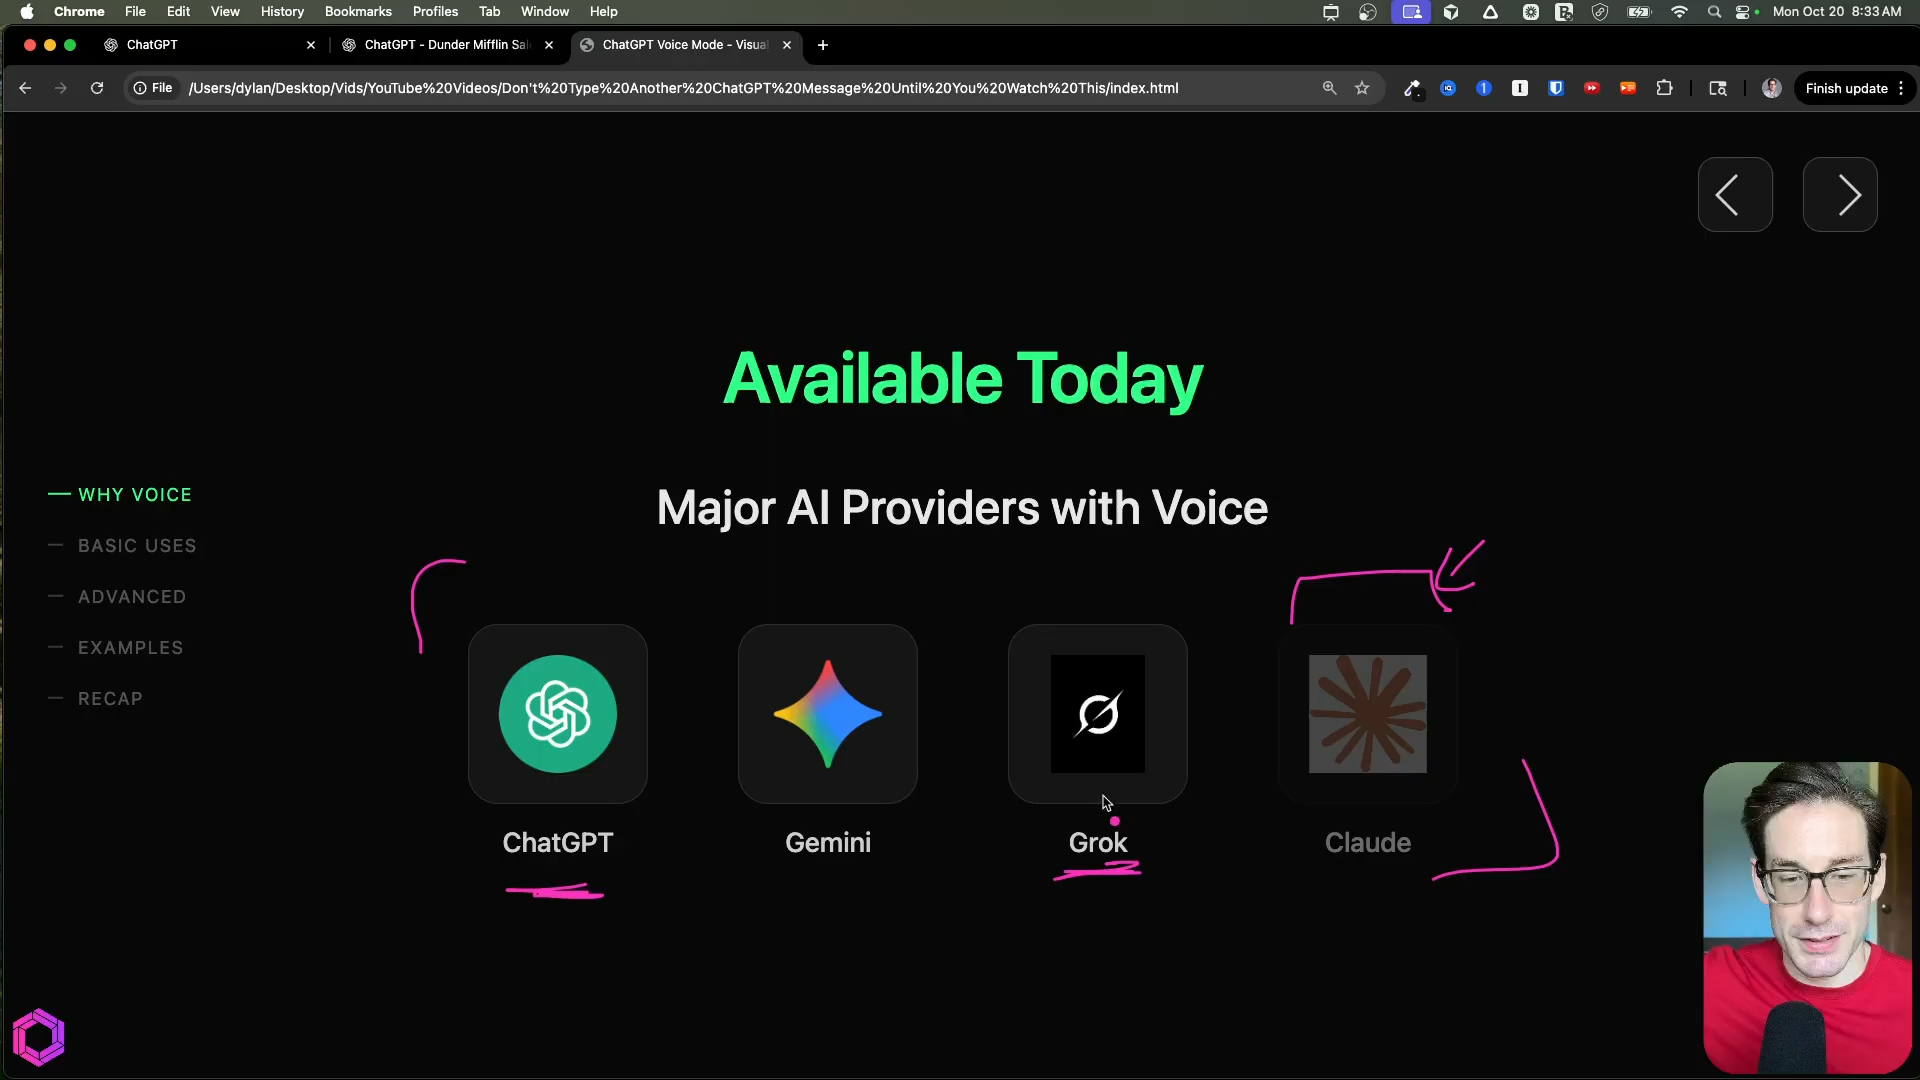 Chrome File Edit View History Bookmarks Profiles Tab Window Help Mon Oct 20 8:33 AM
ChatGPT ChatGPT - Dunder Mifflin Sal ChatGPT Voice Mode - Visual
File /Users/dylan/Desktop/Vids/YouTube%20Videos/Don't%20Type%20Another%20ChatGPT%20Message%20Until%20You%20Watch%20This/index.html Finish update
Available Today
Major AI Providers with Voice
WHY VOICE
BASIC USES
ADVANCED
EXAMPLES
RECAP
ChatGPT Gemini Grok Claude